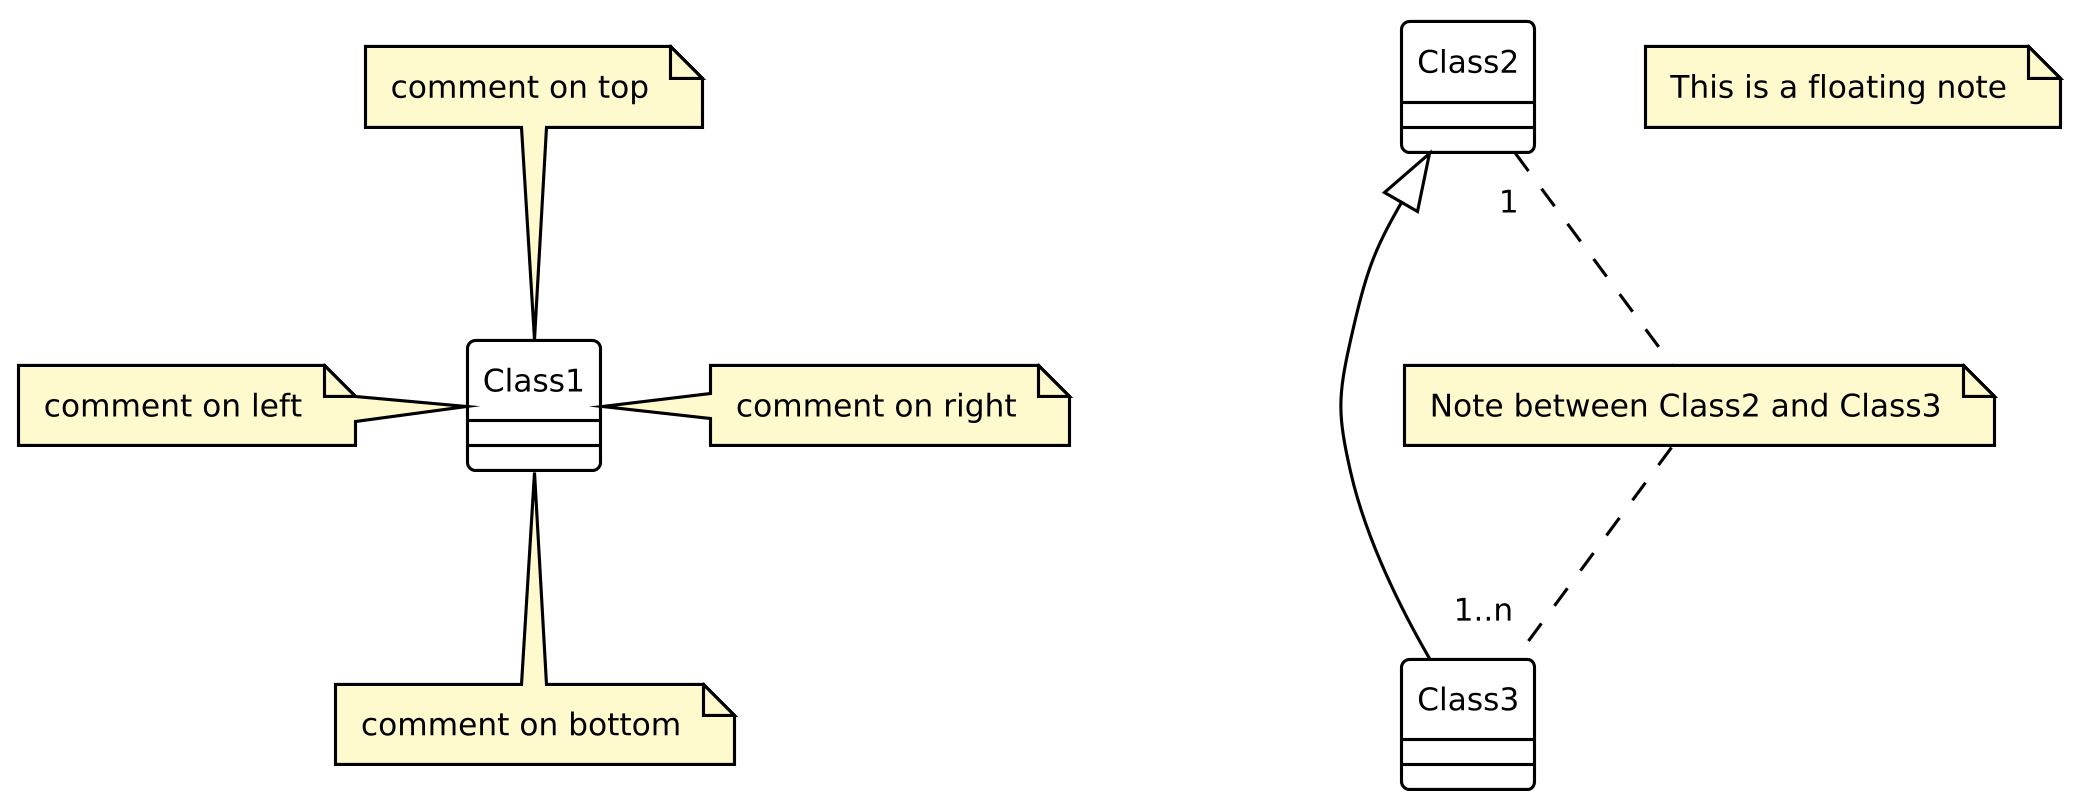 comment on top
Class2
This is a floating note
1
comment on left
Class1
comment on right
Note between Class2 and Class3
1..n
comment on bottom
Class3